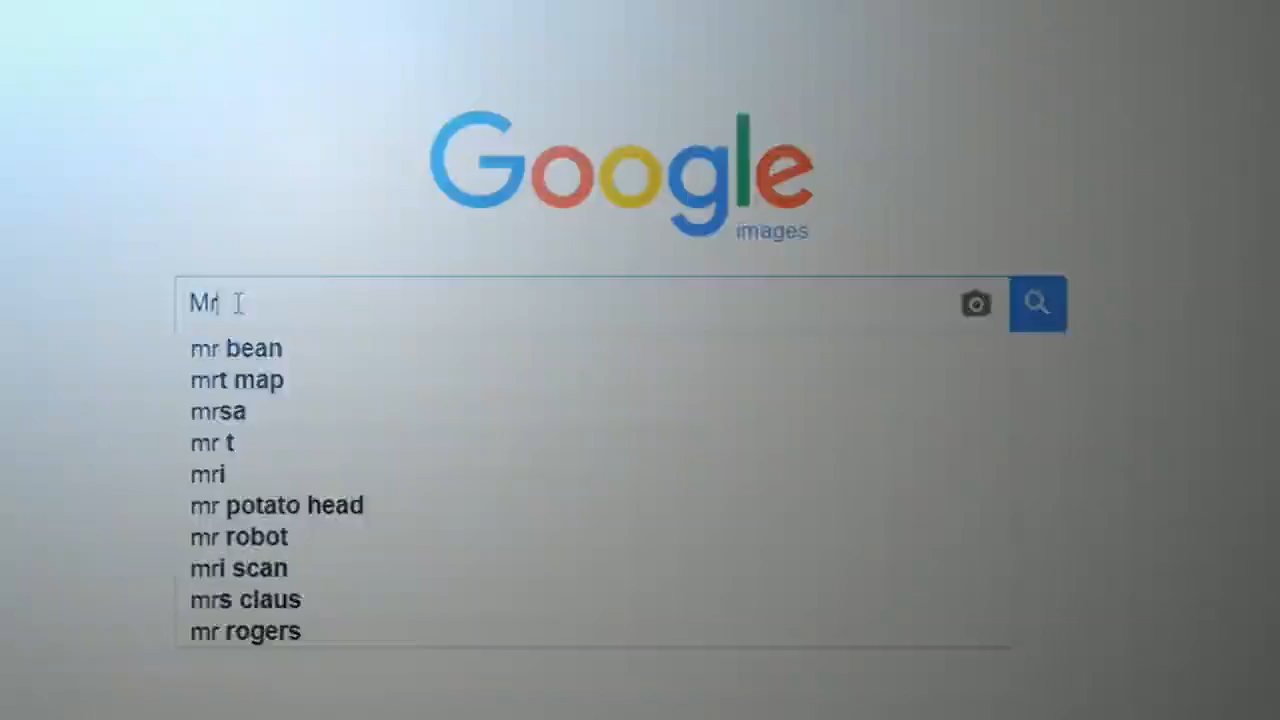 Google
images
Mr
mr bean
mrt map
mrsa
mr t
mri
mr potato head
mr robot
mri scan
mrs claus
mr rogers